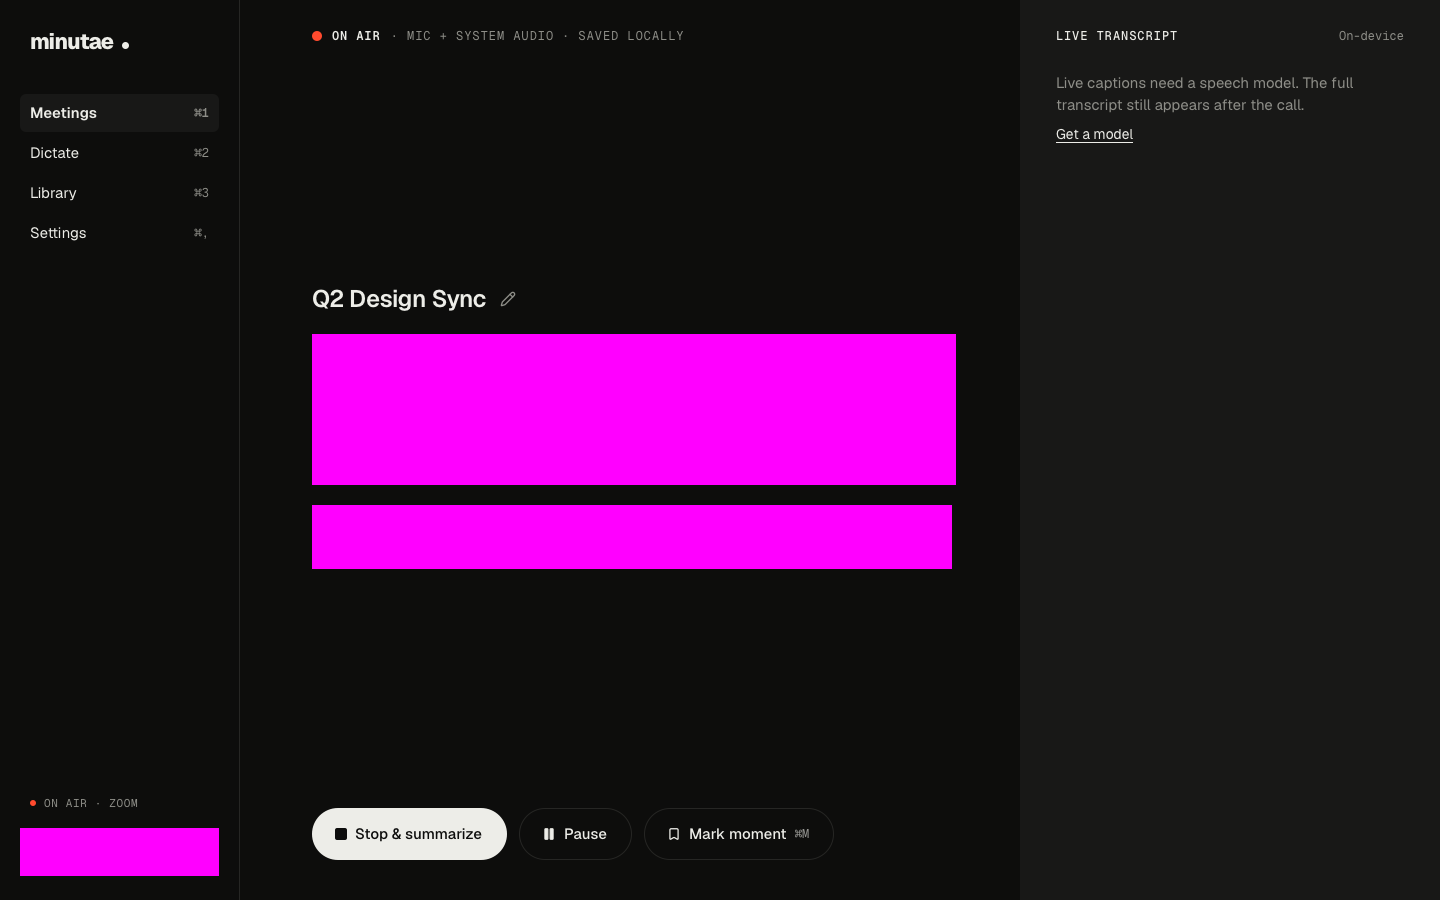 minutae
Meetings ⌘1
Dictate ⌘2
Library ⌘3
Settings ⌘,
ON AIR · ZOOM
ON AIR · MIC + SYSTEM AUDIO · SAVED LOCALLY
Q2 Design Sync
Stop & summarize
Pause
Mark moment ⌘M
LIVE TRANSCRIPT On-device
Live captions need a speech model. The full
transcript still appears after the call.
Get a model